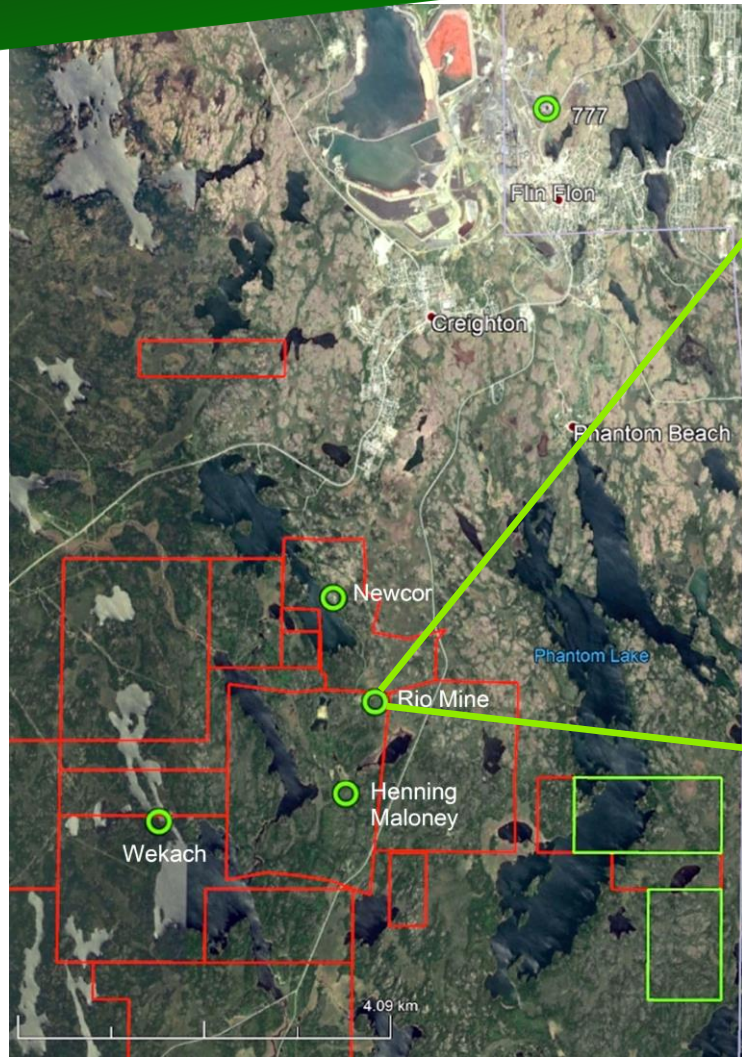 777
Flin Flon
Creighton
Phantom Beach
Newcor
Phantom Lake
Rio Mine
Henning
Maloney
Wekach
4.09 km